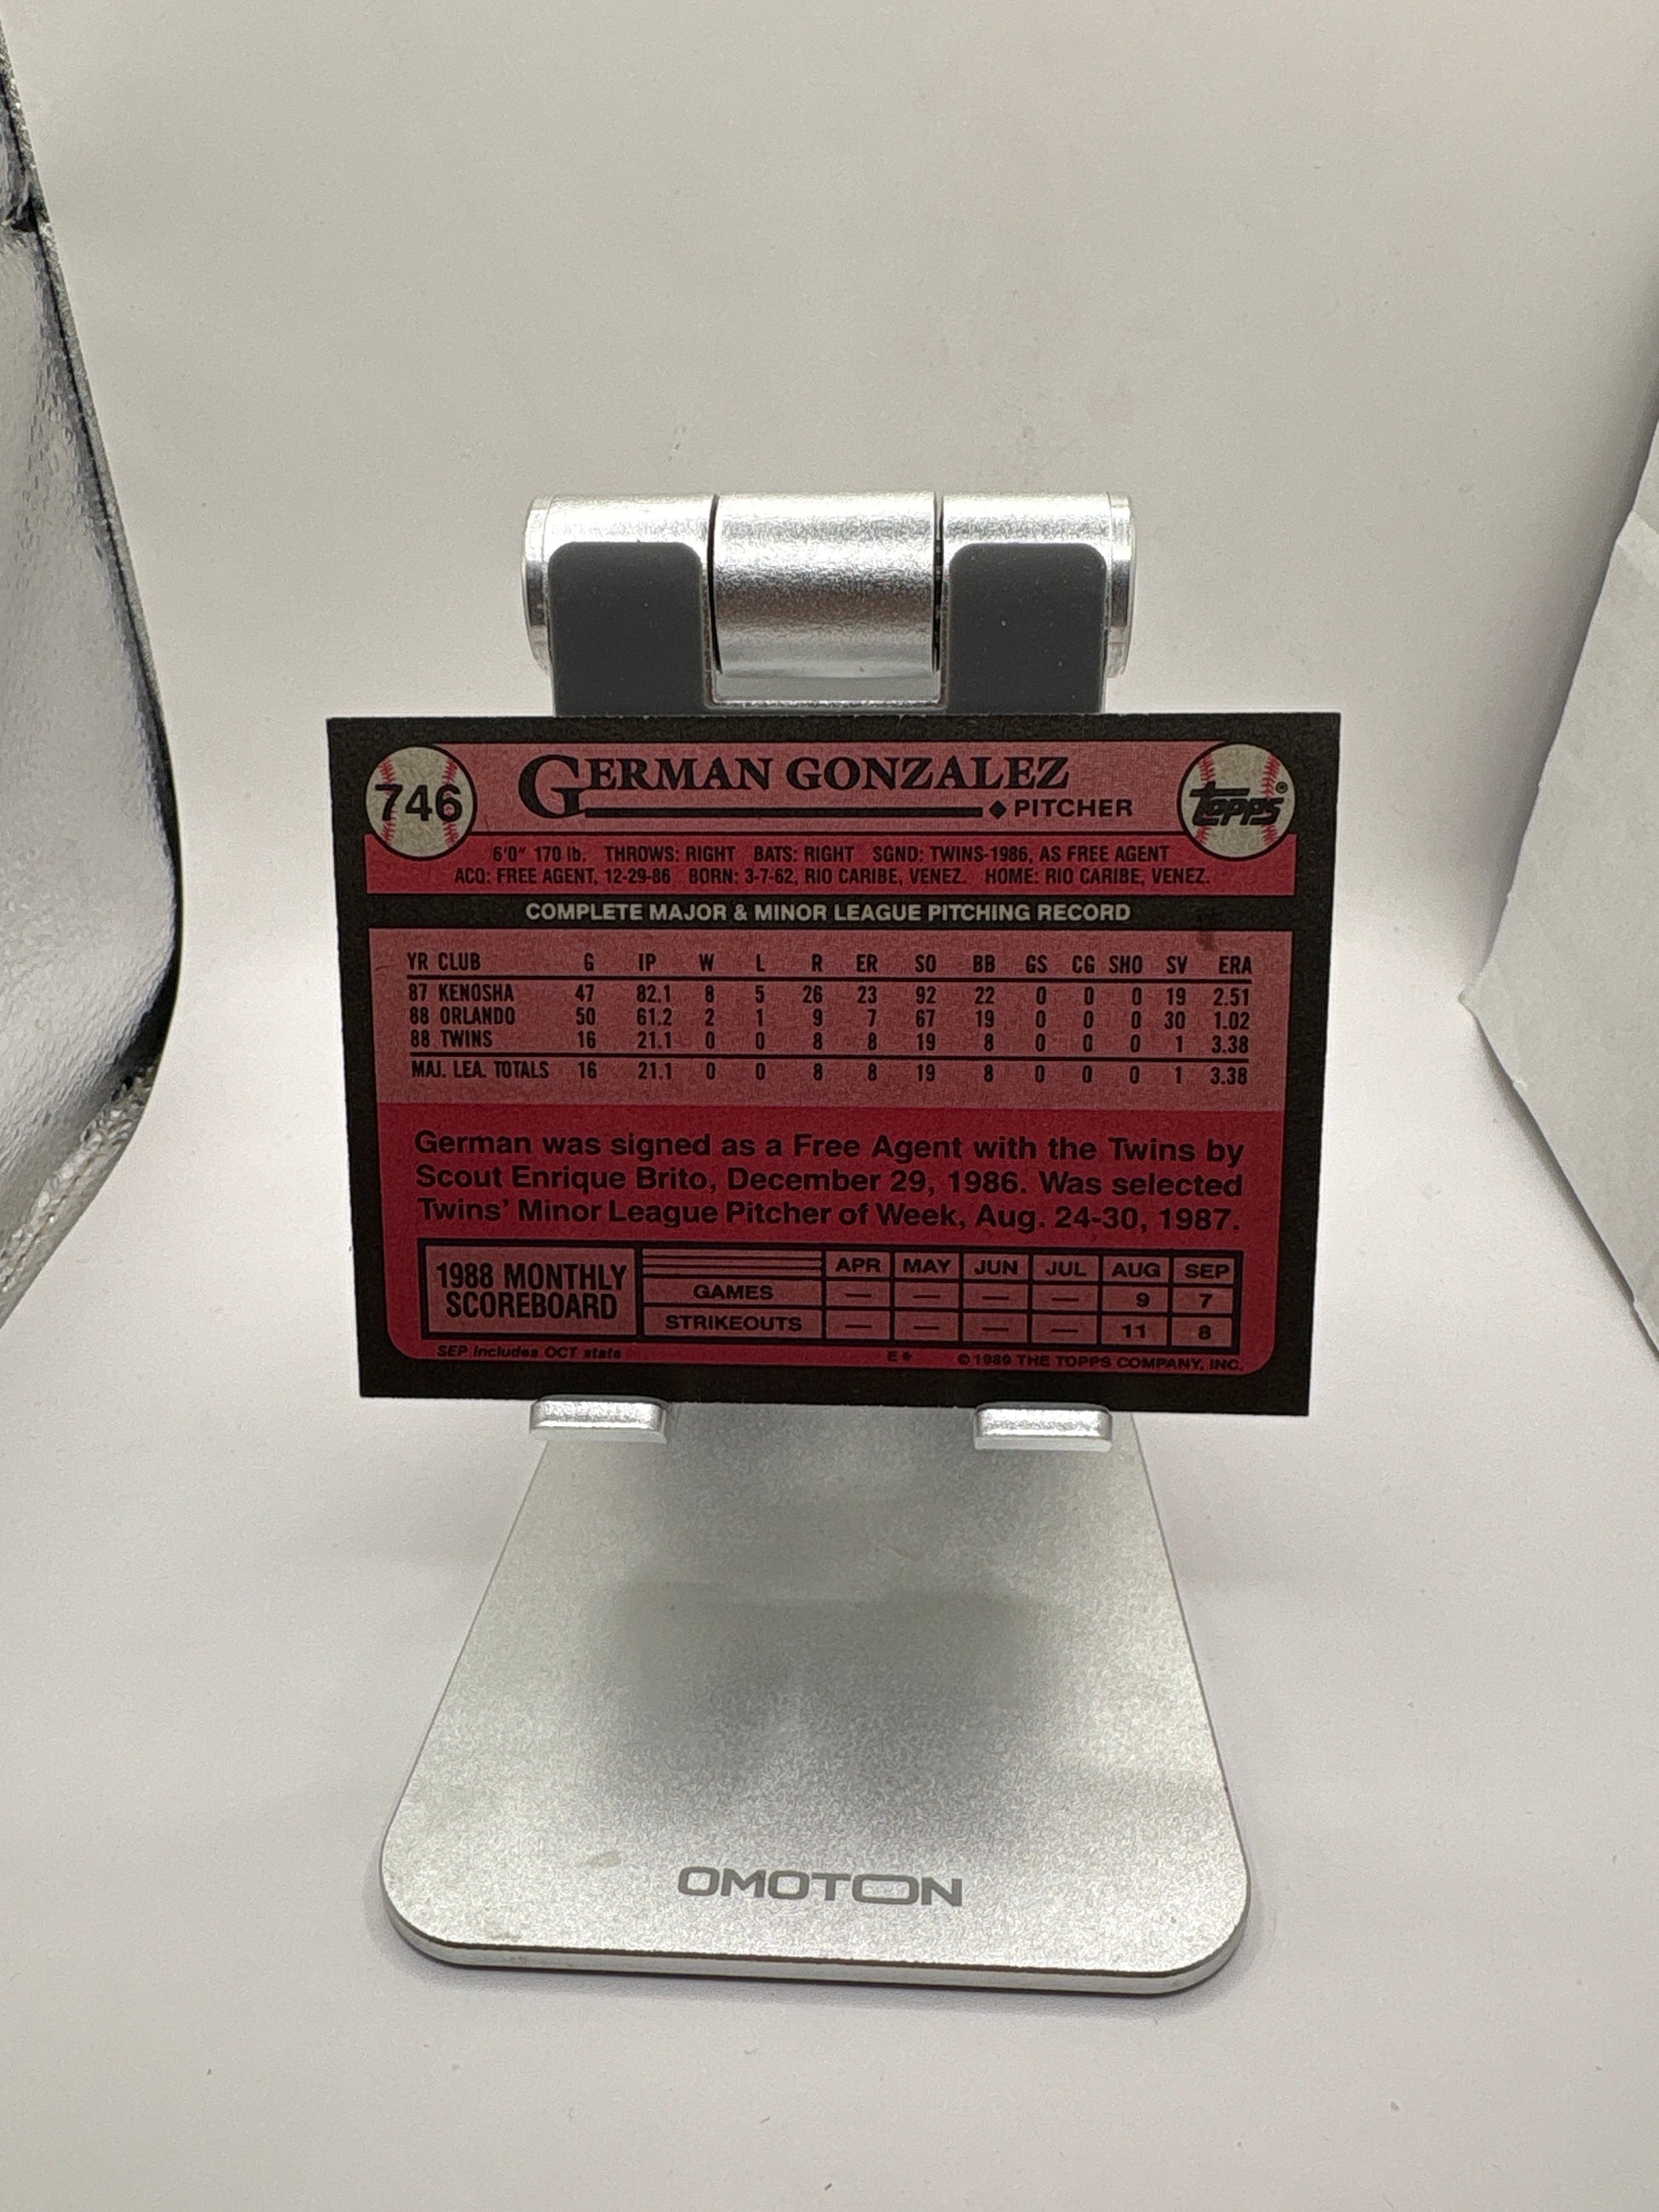 746
GERMAN GONZALEZ
◆ PITCHER
topps®
6'0" 170 lb. THROWS: RIGHT BATS: RIGHT SGND: TWINS-1986, AS FREE AGENT
ACQ: FREE AGENT, 12-29-86 BORN: 3-7-62, RIO CARIBE, VENEZ. HOME: RIO CARIBE, VENEZ.
COMPLETE MAJOR & MINOR LEAGUE PITCHING RECORD
YR CLUB G IP W L R ER SO BB GS CG SHO SV ERA
87 KENOSHA 47 82.1 8 5 26 23 92 22 0 0 0 19 2.51
88 ORLANDO 50 61.2 2 1 9 7 67 19 0 0 0 30 1.02
88 TWINS 16 21.1 0 0 8 8 19 8 0 0 0 1 3.38
MAJ. LEA. TOTALS 16 21.1 0 0 8 8 19 8 0 0 0 1 3.38
German was signed as a Free Agent with the Twins by
Scout Enrique Brito, December 29, 1986. Was selected
Twins' Minor League Pitcher of Week, Aug. 24-30, 1987.
1988 MONTHLY
SCOREBOARD
APR MAY JUN JUL AUG SEP
GAMES — — — — 9 7
STRIKEOUTS — — — — 11 8
SEP includes OCT stats E* © 1989 THE TOPPS COMPANY, INC.
OMOTON